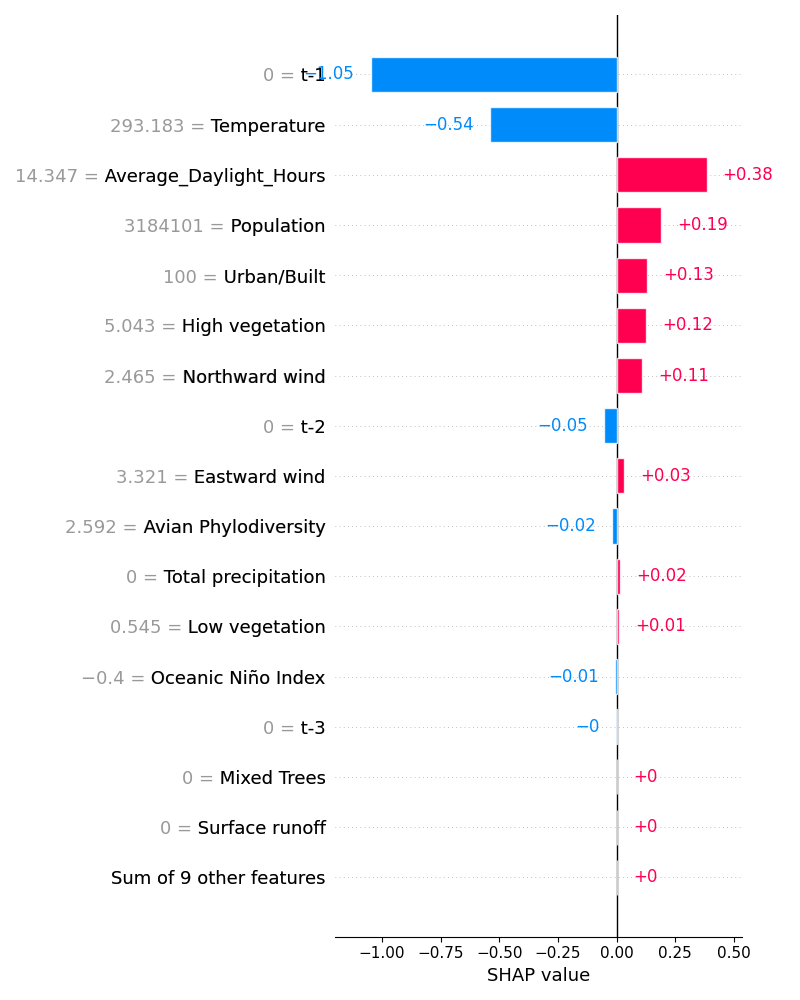 0 = t-1 −1.05
293.183 = Temperature −0.54
14.347 = Average_Daylight_Hours +0.38
3184101 = Population +0.19
100 = Urban/Built +0.13
5.043 = High vegetation +0.12
2.465 = Northward wind +0.11
0 = t-2 −0.05
3.321 = Eastward wind +0.03
2.592 = Avian Phylodiversity −0.02
0 = Total precipitation +0.02
0.545 = Low vegetation +0.01
−0.4 = Oceanic Niño Index −0.01
0 = t-3 −0
0 = Mixed Trees +0
0 = Surface runoff +0
Sum of 9 other features +0
−1.00 −0.75 −0.50 −0.25 0.00 0.25 0.50
SHAP value